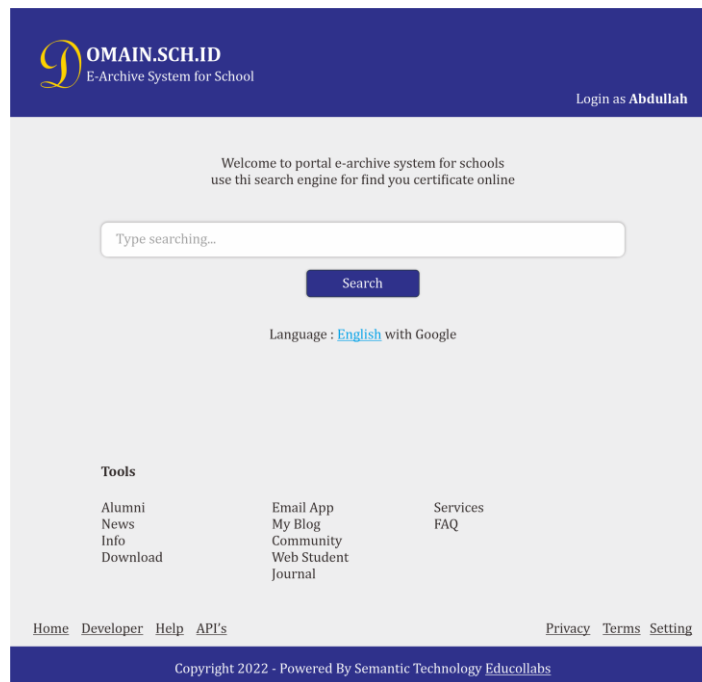 DOMAIN.SCH.ID
E-Archive System for School
Login as Abdullah
Welcome to portal e-archive system for schools
use thi search engine for find you certificate online
Type searching...
Search
Language : English with Google
Tools
Alumni
News
Info
Download
Email App
My Blog
Community
Web Student
Journal
Services
FAQ
Home Developer Help API's
Privacy Terms Setting
Copyright 2022 - Powered By Semantic Technology Educollabs